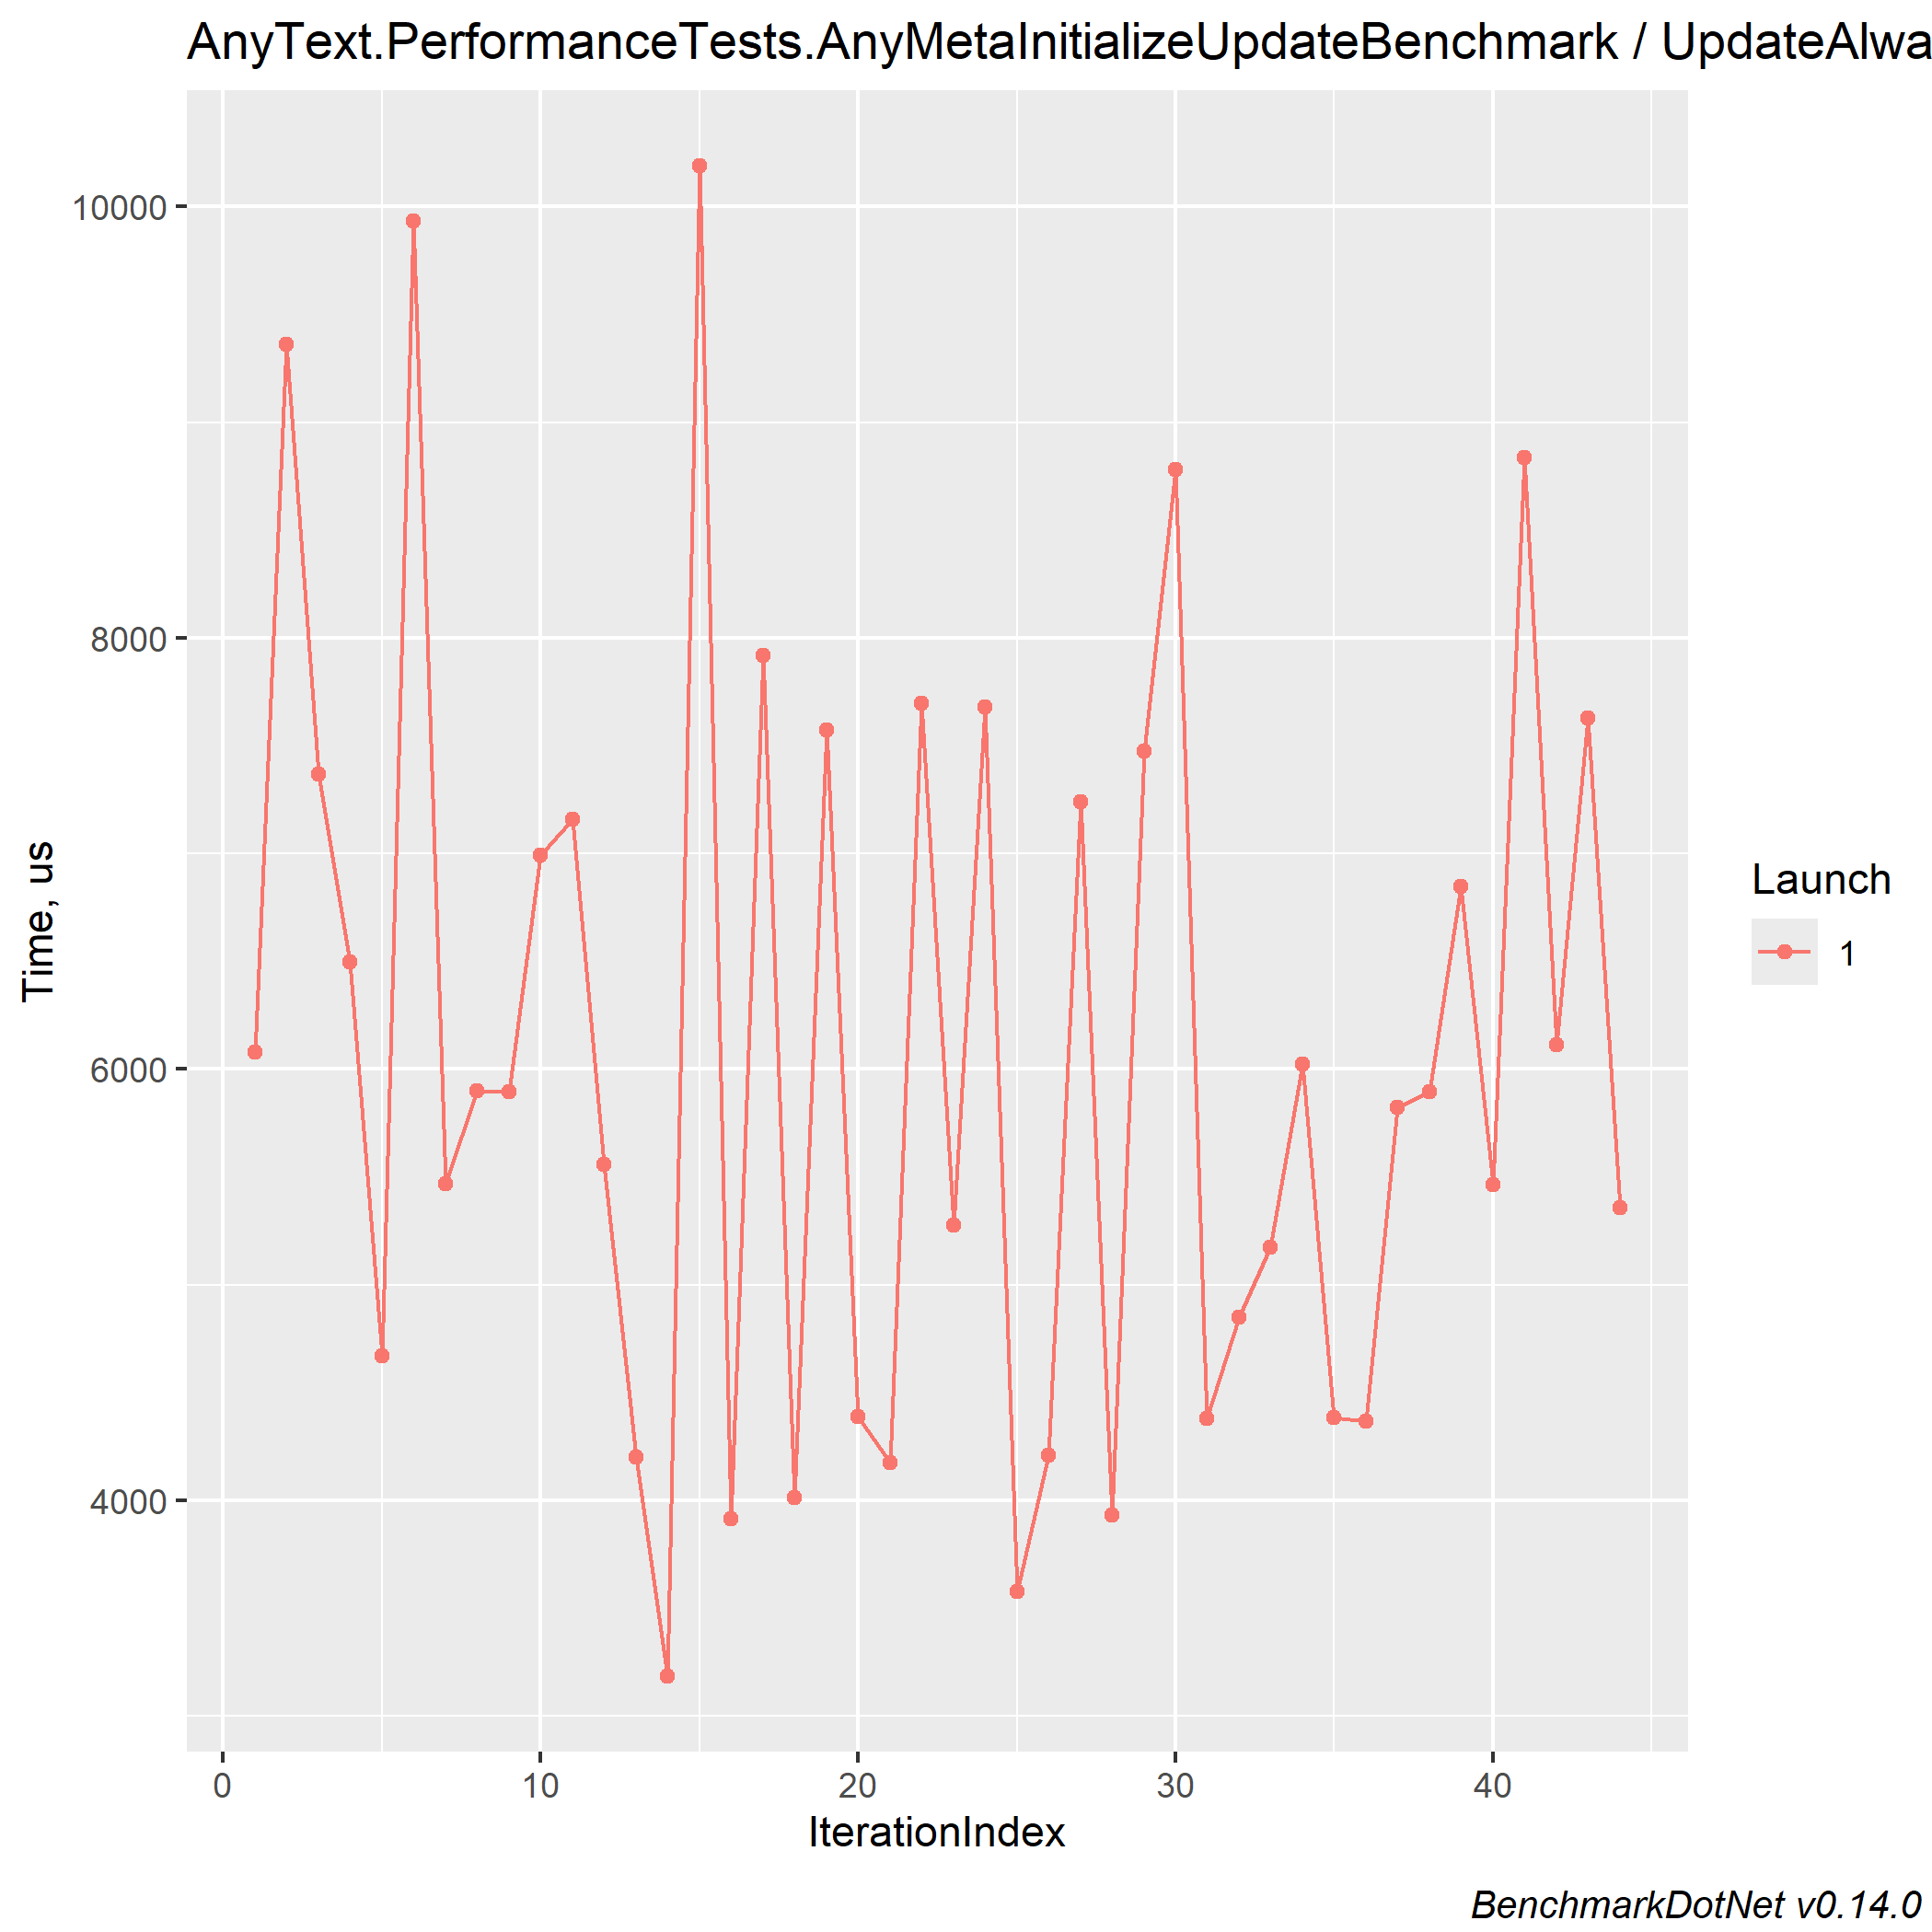 AnyText.PerformanceTests.AnyMetaInitializeUpdateBenchmark / UpdateAlwa
10000
8000
6000
4000
Time, us
0 10 20 30 40
IterationIndex
Launch
1
BenchmarkDotNet v0.14.0